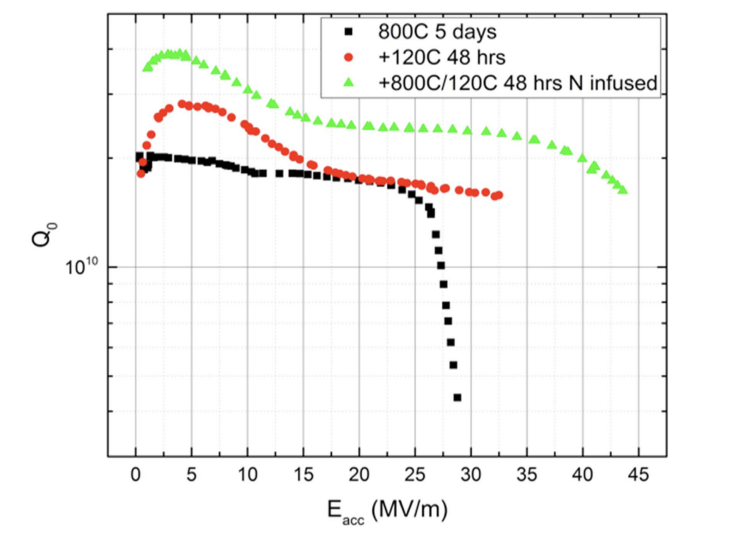 800C 5 days
+120C 48 hrs
+800C/120C 48 hrs N infused
Q0
10^10
0 5 10 15 20 25 30 35 40 45
Eacc (MV/m)